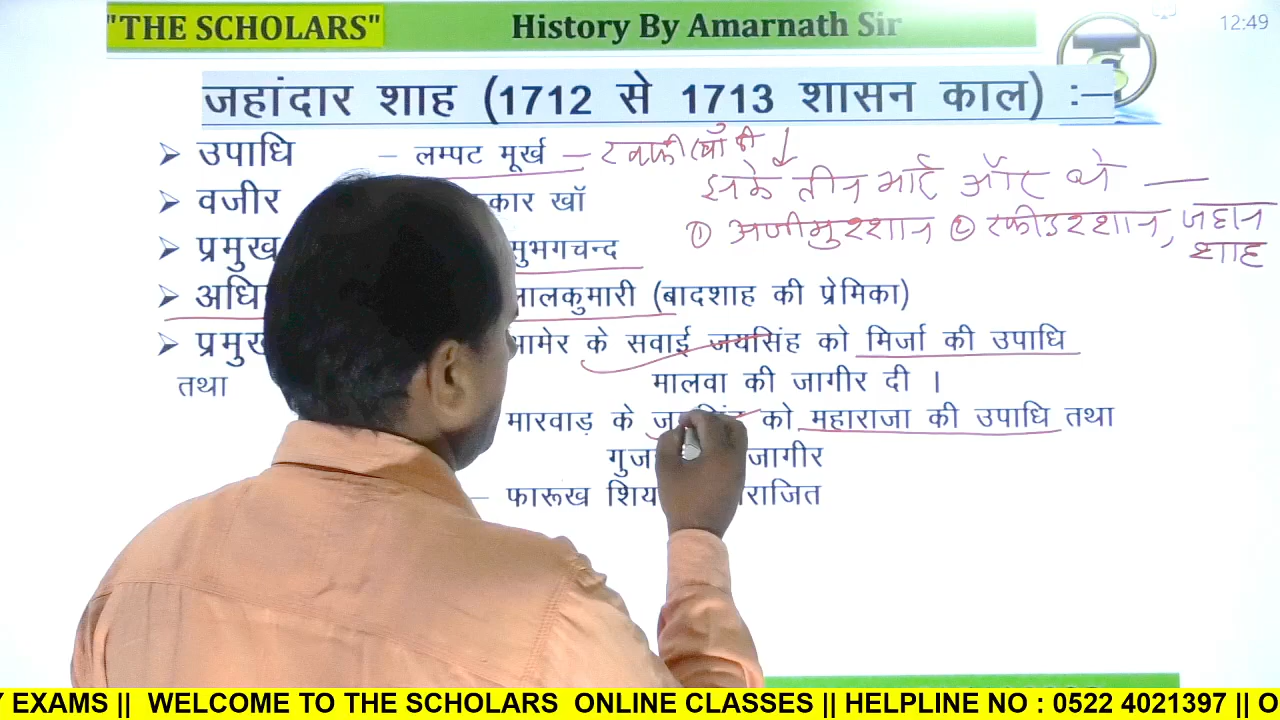 "THE SCHOLARS" History By Amarnath Sir
12:49
जहांदार शाह (1712 से 1713 शासन काल) :–
➢ उपाधि – लम्पट मूर्ख – खाफी खाँ की
इनके तीन भाई और थे —
➢ वजीर कार खॉ
① अजीमुश्शान ② रफीउश्शान, जहान शाह
➢ प्रमुख सुभगचन्द
➢ अधि लालकुमारी (बादशाह की प्रेमिका)
➢ प्रमुख आमेर के सवाई जयसिंह को मिर्जा की उपाधि
तथा मालवा की जागीर दी ।
मारवाड़ के को महाराजा की उपाधि तथा
जागीर
– फारूख
Y EXAMS || WELCOME TO THE SCHOLARS ONLINE CLASSES || HELPLINE NO : 0522 4021397 || O